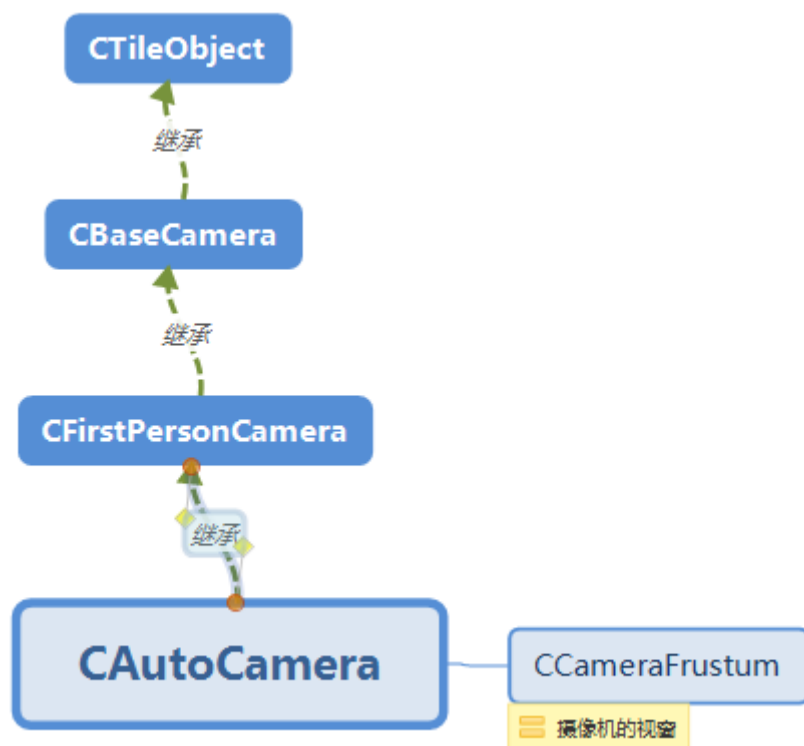 CTileObject
继承
CBaseCamera
继承
CFirstPersonCamera
继承
CAutoCamera
CCameraFrustum
摄像机的视窗